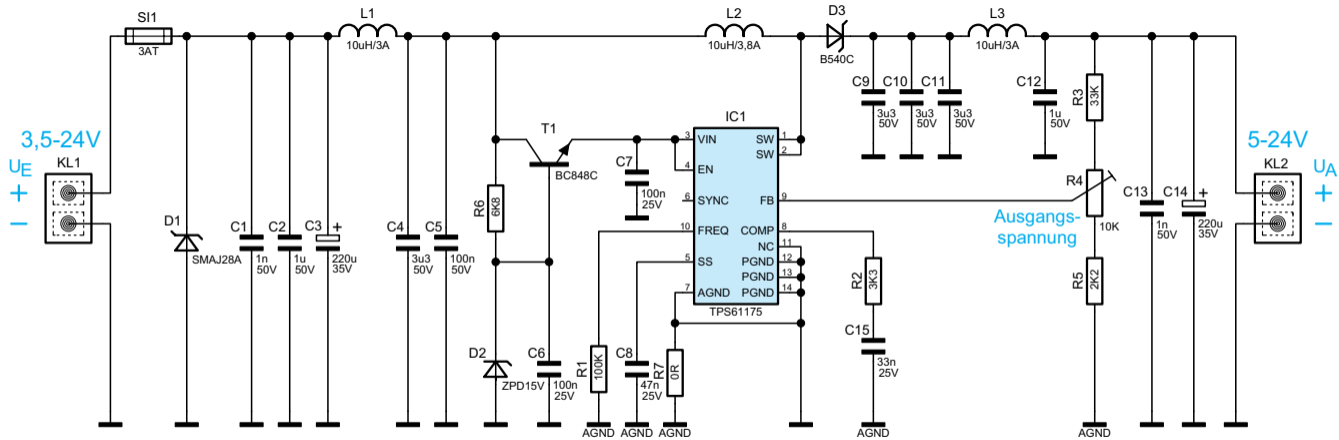 SI1
3AT
L1
10uH/3A
L2
10uH/3,8A
D3
B540C
L3
10uH/3A
3,5-24V
KL1
UE
+
–
D1
SMAJ28A
C1
1n
50V
C2
1u
50V
C3
+
220u
35V
C4
3u3
50V
C5
100n
50V
R6
6K8
T1
BC848C
D2
ZPD15V
C6
100n
25V
C7
100n
25V
R1
100K
C8
47n
25V
R7
0R
IC1
3 VIN SW 1
SW 2
4 EN
6 SYNC FB 9
10 FREQ COMP 8
NC 11
5 SS PGND 12
PGND 13
7 AGND PGND 14
TPS61175
R2
3K3
C15
33n
25V
C9
3u3
50V
C10
3u3
50V
C11
3u3
50V
C12
1u
50V
R3
33K
R4
10K
Ausgangs-
spannung
R5
2K2
C13
1n
50V
C14
+
220u
35V
5-24V
KL2
UA
+
–
AGND
AGND
AGND
AGND
AGND